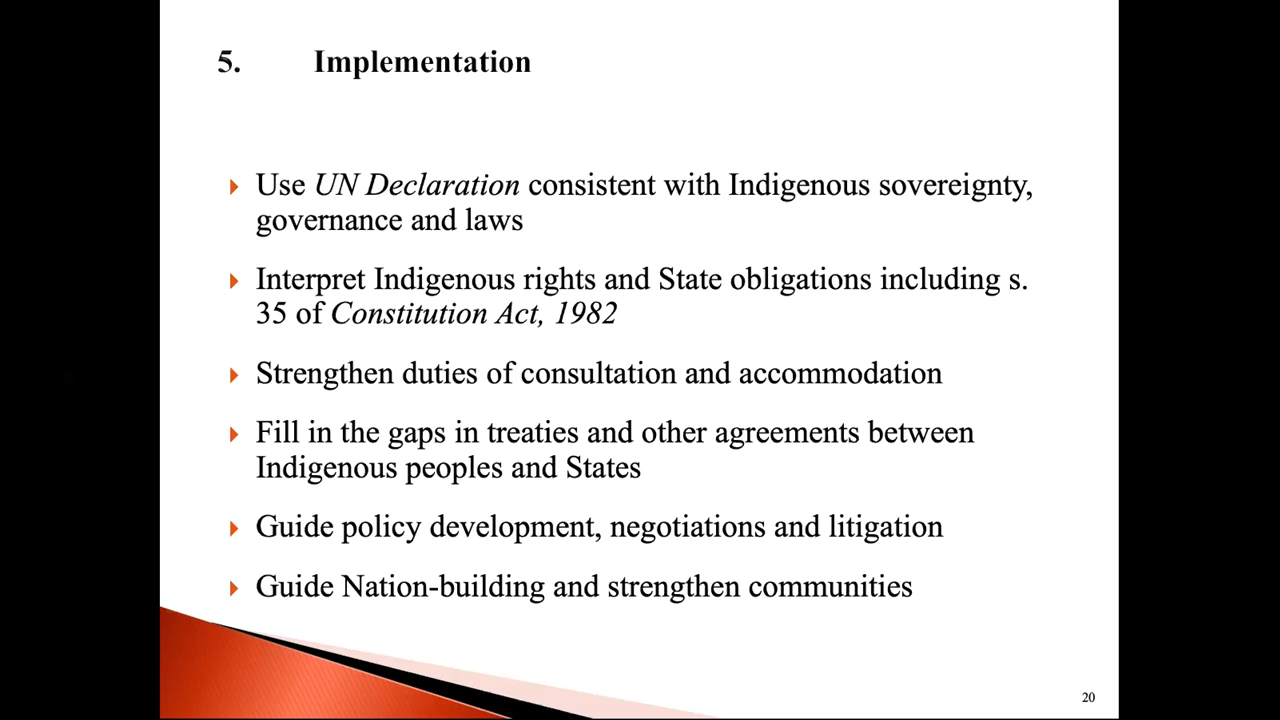 5. Implementation
Use UN Declaration consistent with Indigenous sovereignty,
governance and laws
Interpret Indigenous rights and State obligations including s.
35 of Constitution Act, 1982
Strengthen duties of consultation and accommodation
Fill in the gaps in treaties and other agreements between
Indigenous peoples and States
Guide policy development, negotiations and litigation
Guide Nation-building and strengthen communities
20